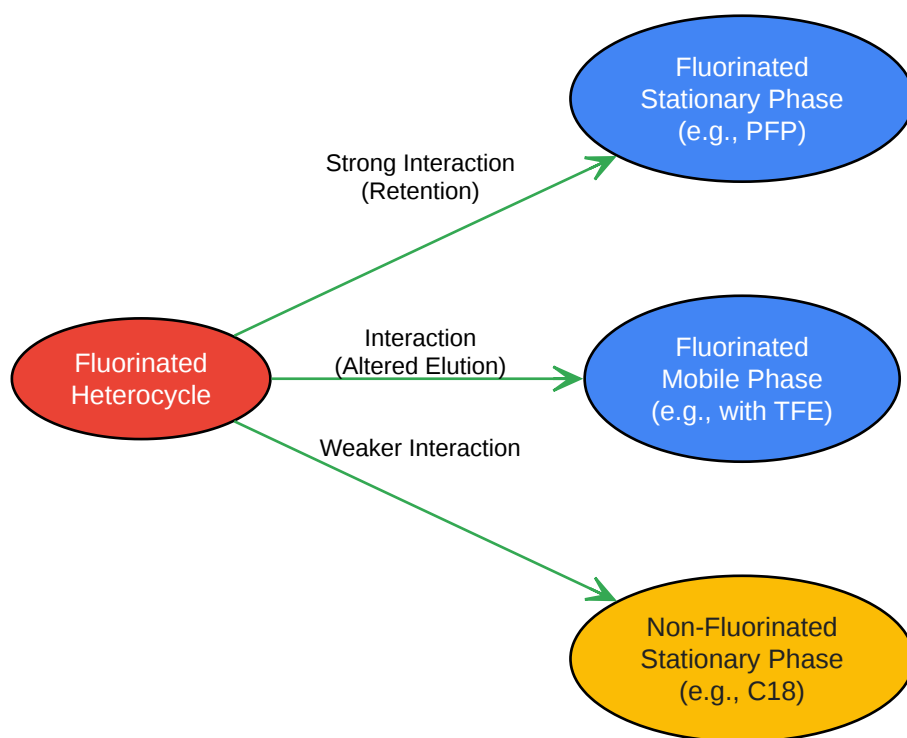 Fluorinated
Stationary Phase
(e.g., PFP)
Strong Interaction
(Retention)
Interaction
(Altered Elution)
Fluorinated
Heterocycle
Fluorinated
Mobile Phase
(e.g., with TFE)
Weaker Interaction
Non-Fluorinated
Stationary Phase
(e.g., C18)